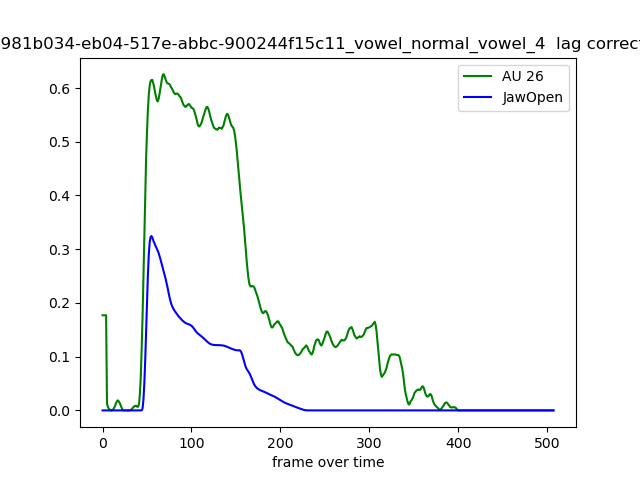 981b034-eb04-517e-abbc-900244f15c11_vowel_normal_vowel_4 lag correct
AU 26
JawOpen
0.6
0.5
0.4
0.3
0.2
0.1
0.0
0 100 200 300 400 500
frame over time